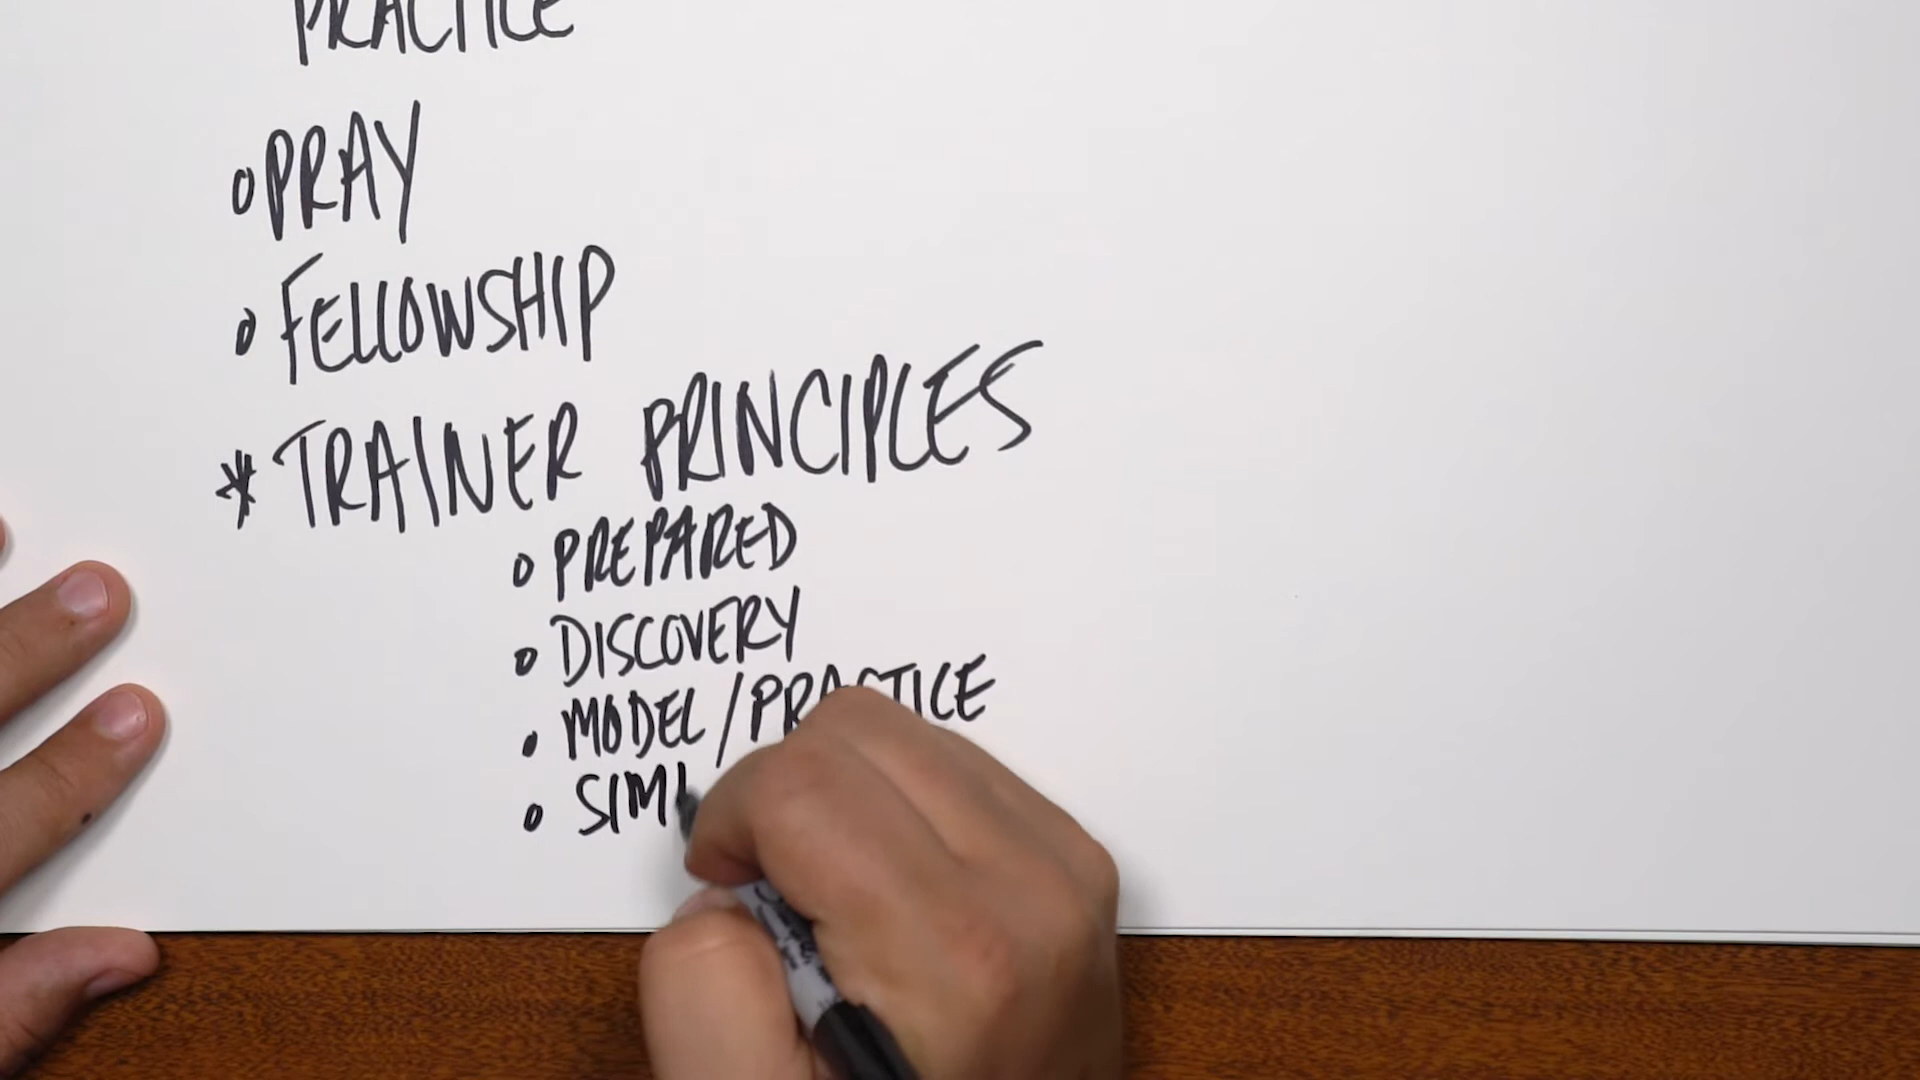 PRACTICE
PRAY
FELLOWSHIP
* TRAINER PRINCIPLES
PREPARED
DISCOVERY
MODEL/PRACTICE
SIM